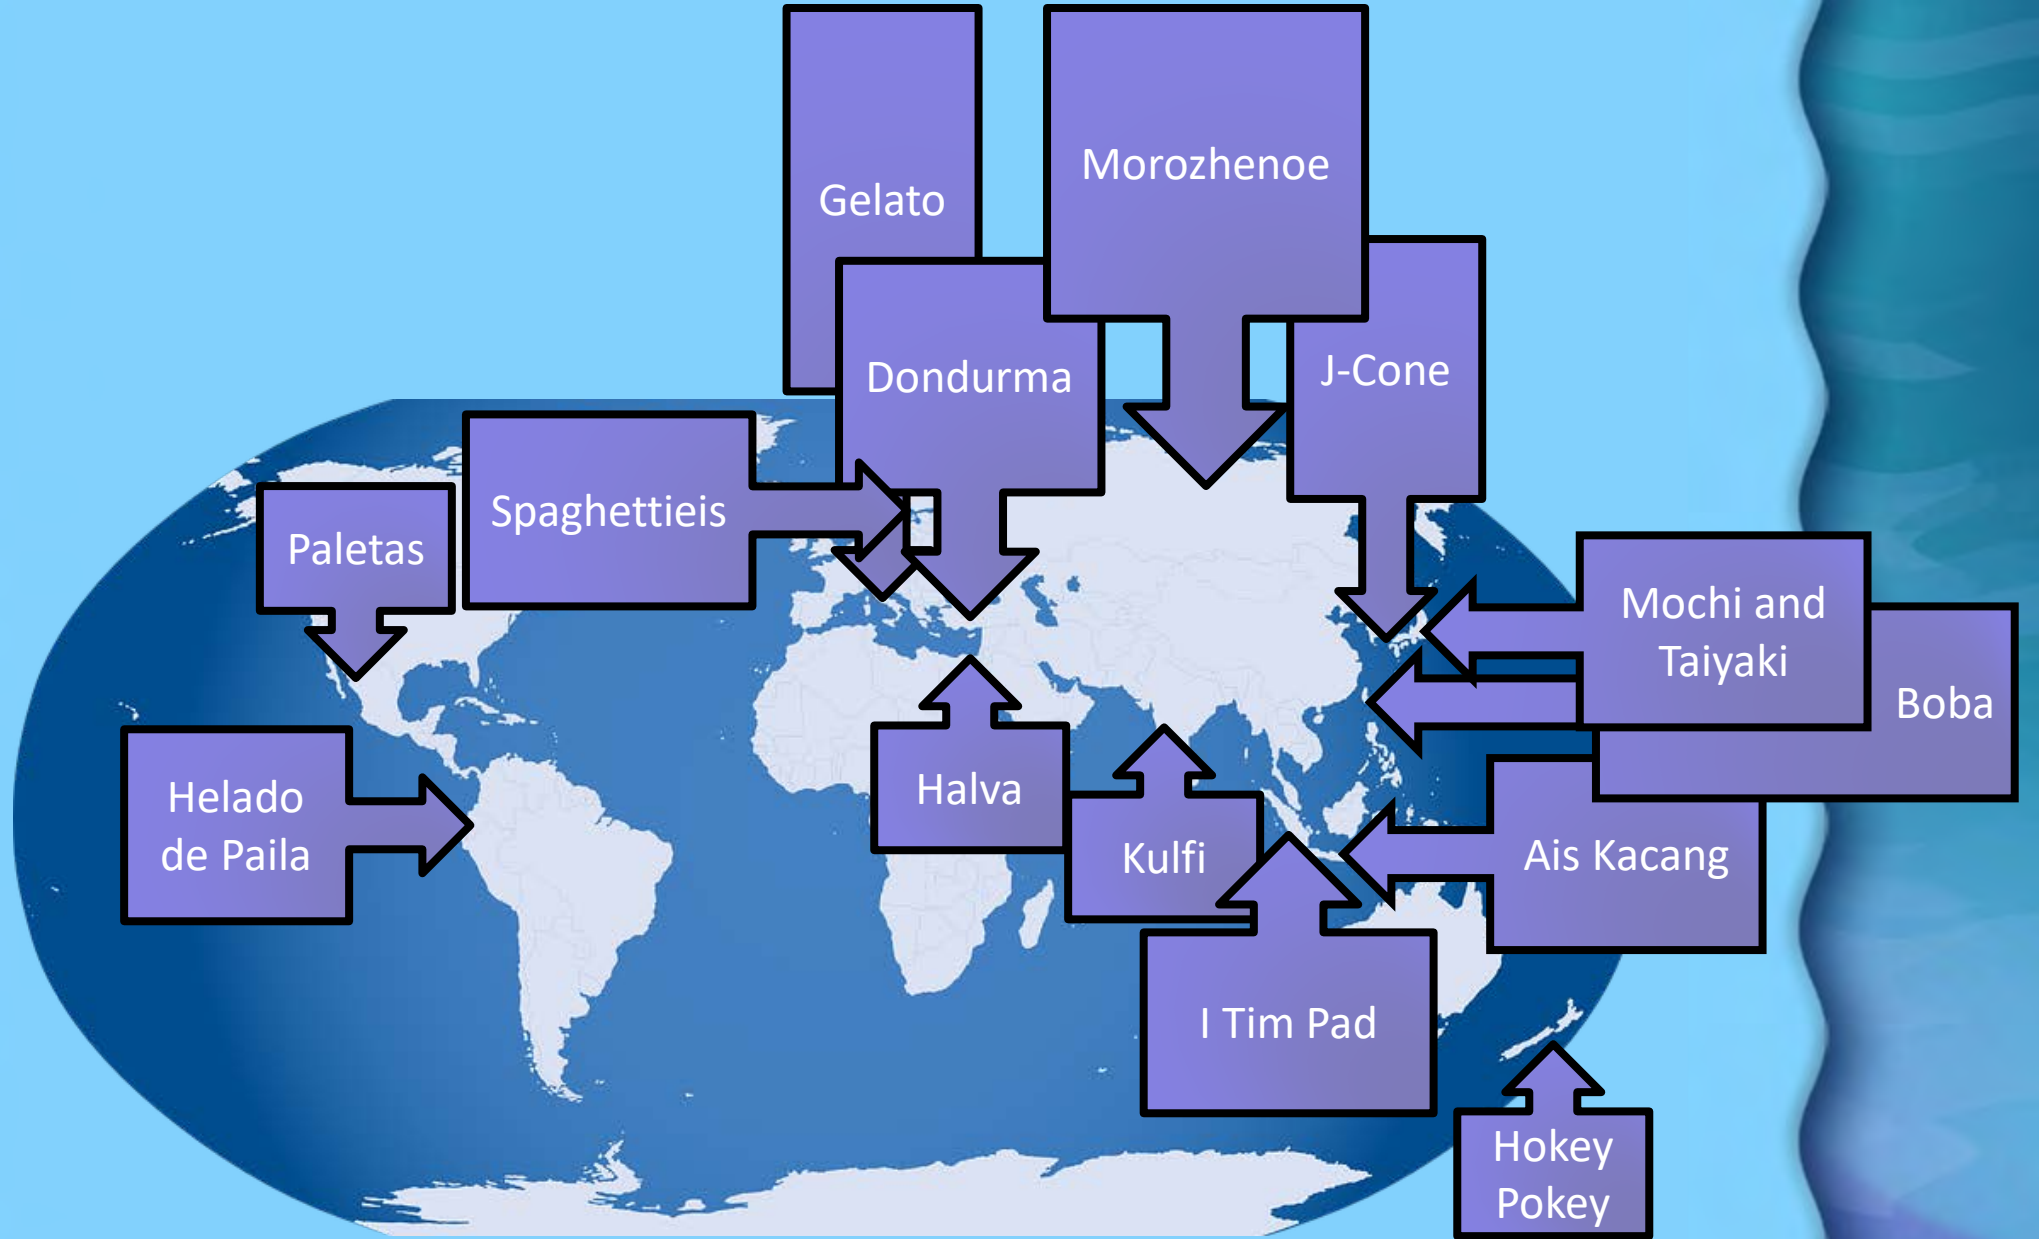 Gelato
Morozhenoe
Dondurma
J-Cone
Spaghettieis
Paletas
Mochi and
Taiyaki
Boba
Helado
de Paila
Halva
Kulfi
Ais Kacang
I Tim Pad
Hokey
Pokey